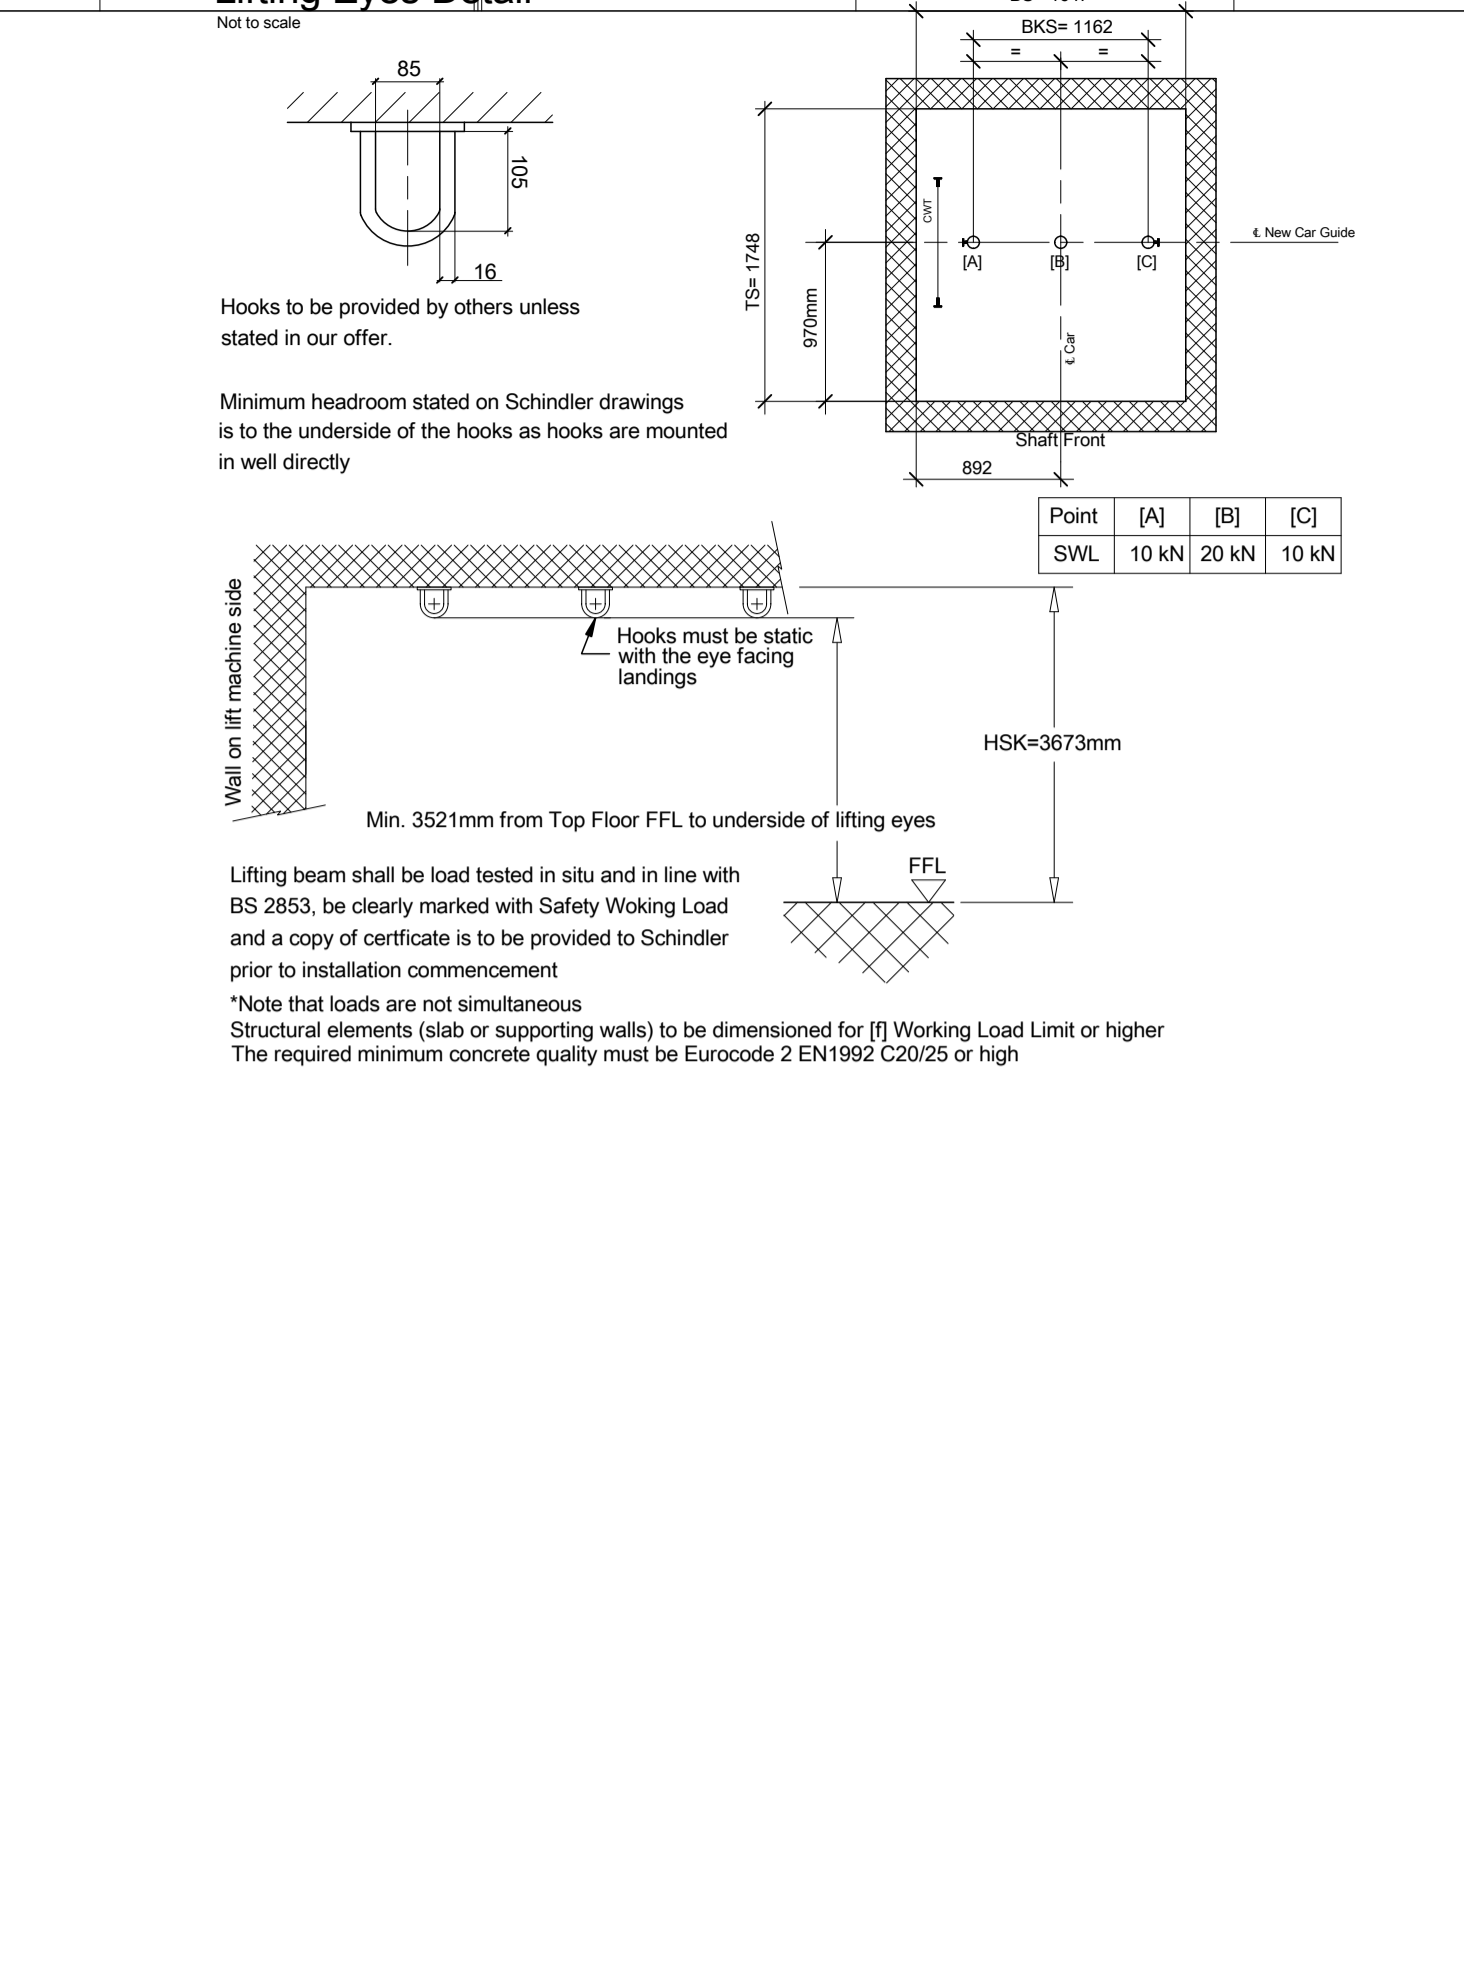 Lifting Eyes Detail
Not to scale
85
105
16
Hooks to be provided by others unless
stated in our offer.
Minimum headroom stated on Schindler drawings
is to the underside of the hooks as hooks are mounted
in well directly
BKS= 1162
= =
TS= 1748
970mm
CWT
[A] [B] [C]
℄ New Car Guide
℄ Car
Shaft Front
892
Point [A] [B] [C]
SWL 10 kN 20 kN 10 kN
Wall on lift machine side
Hooks must be static
with the eye facing
landings
HSK=3673mm
Min. 3521mm from Top Floor FFL to underside of lifting eyes
FFL
Lifting beam shall be load tested in situ and in line with
BS 2853, be clearly marked with Safety Woking Load
and a copy of certficate is to be provided to Schindler
prior to installation commencement
*Note that loads are not simultaneous
Structural elements (slab or supporting walls) to be dimensioned for [f] Working Load Limit or higher
The required minimum concrete quality must be Eurocode 2 EN1992 C20/25 or high